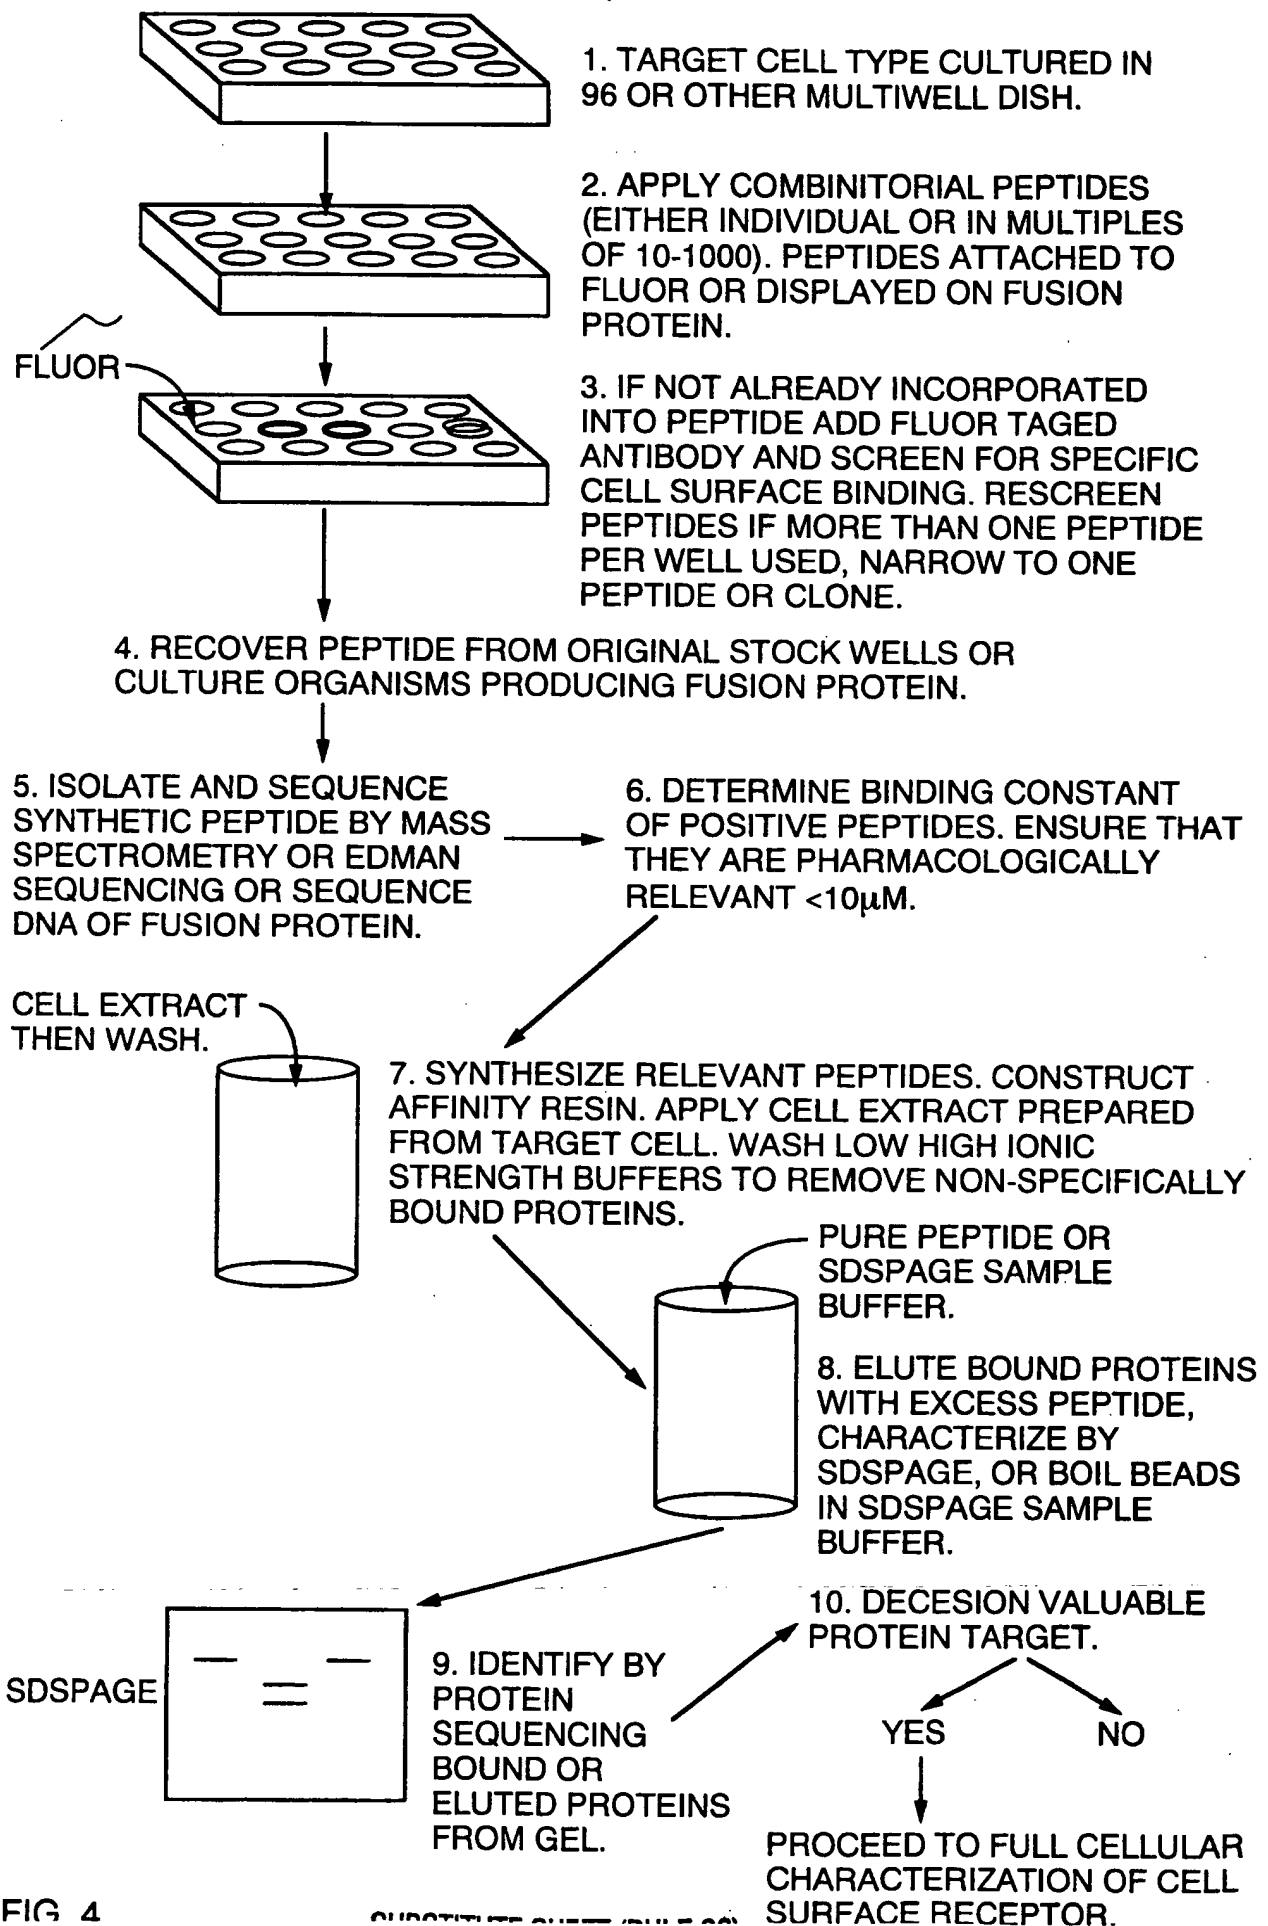 1. TARGET CELL TYPE CULTURED IN
96 OR OTHER MULTIWELL DISH.
2. APPLY COMBINITORIAL PEPTIDES
(EITHER INDIVIDUAL OR IN MULTIPLES
OF 10-1000). PEPTIDES ATTACHED TO
FLUOR OR DISPLAYED ON FUSION
PROTEIN.
FLUOR
3. IF NOT ALREADY INCORPORATED
INTO PEPTIDE ADD FLUOR TAGED
ANTIBODY AND SCREEN FOR SPECIFIC
CELL SURFACE BINDING. RESCREEN
PEPTIDES IF MORE THAN ONE PEPTIDE
PER WELL USED, NARROW TO ONE
PEPTIDE OR CLONE.
4. RECOVER PEPTIDE FROM ORIGINAL STOCK WELLS OR
CULTURE ORGANISMS PRODUCING FUSION PROTEIN.
5. ISOLATE AND SEQUENCE
SYNTHETIC PEPTIDE BY MASS
SPECTROMETRY OR EDMAN
SEQUENCING OR SEQUENCE
DNA OF FUSION PROTEIN.
6. DETERMINE BINDING CONSTANT
OF POSITIVE PEPTIDES. ENSURE THAT
THEY ARE PHARMACOLOGICALLY
RELEVANT <10μM.
CELL EXTRACT
THEN WASH.
7. SYNTHESIZE RELEVANT PEPTIDES. CONSTRUCT
AFFINITY RESIN. APPLY CELL EXTRACT PREPARED
FROM TARGET CELL. WASH LOW HIGH IONIC
STRENGTH BUFFERS TO REMOVE NON-SPECIFICALLY
BOUND PROTEINS.
PURE PEPTIDE OR
SDSPAGE SAMPLE
BUFFER.
8. ELUTE BOUND PROTEINS
WITH EXCESS PEPTIDE,
CHARACTERIZE BY
SDSPAGE, OR BOIL BEADS
IN SDSPAGE SAMPLE
BUFFER.
SDSPAGE
9. IDENTIFY BY
PROTEIN
SEQUENCING
BOUND OR
ELUTED PROTEINS
FROM GEL.
10. DECESION VALUABLE
PROTEIN TARGET.
YES
NO
PROCEED TO FULL CELLULAR
CHARACTERIZATION OF CELL
SURFACE RECEPTOR.
FIG. 4